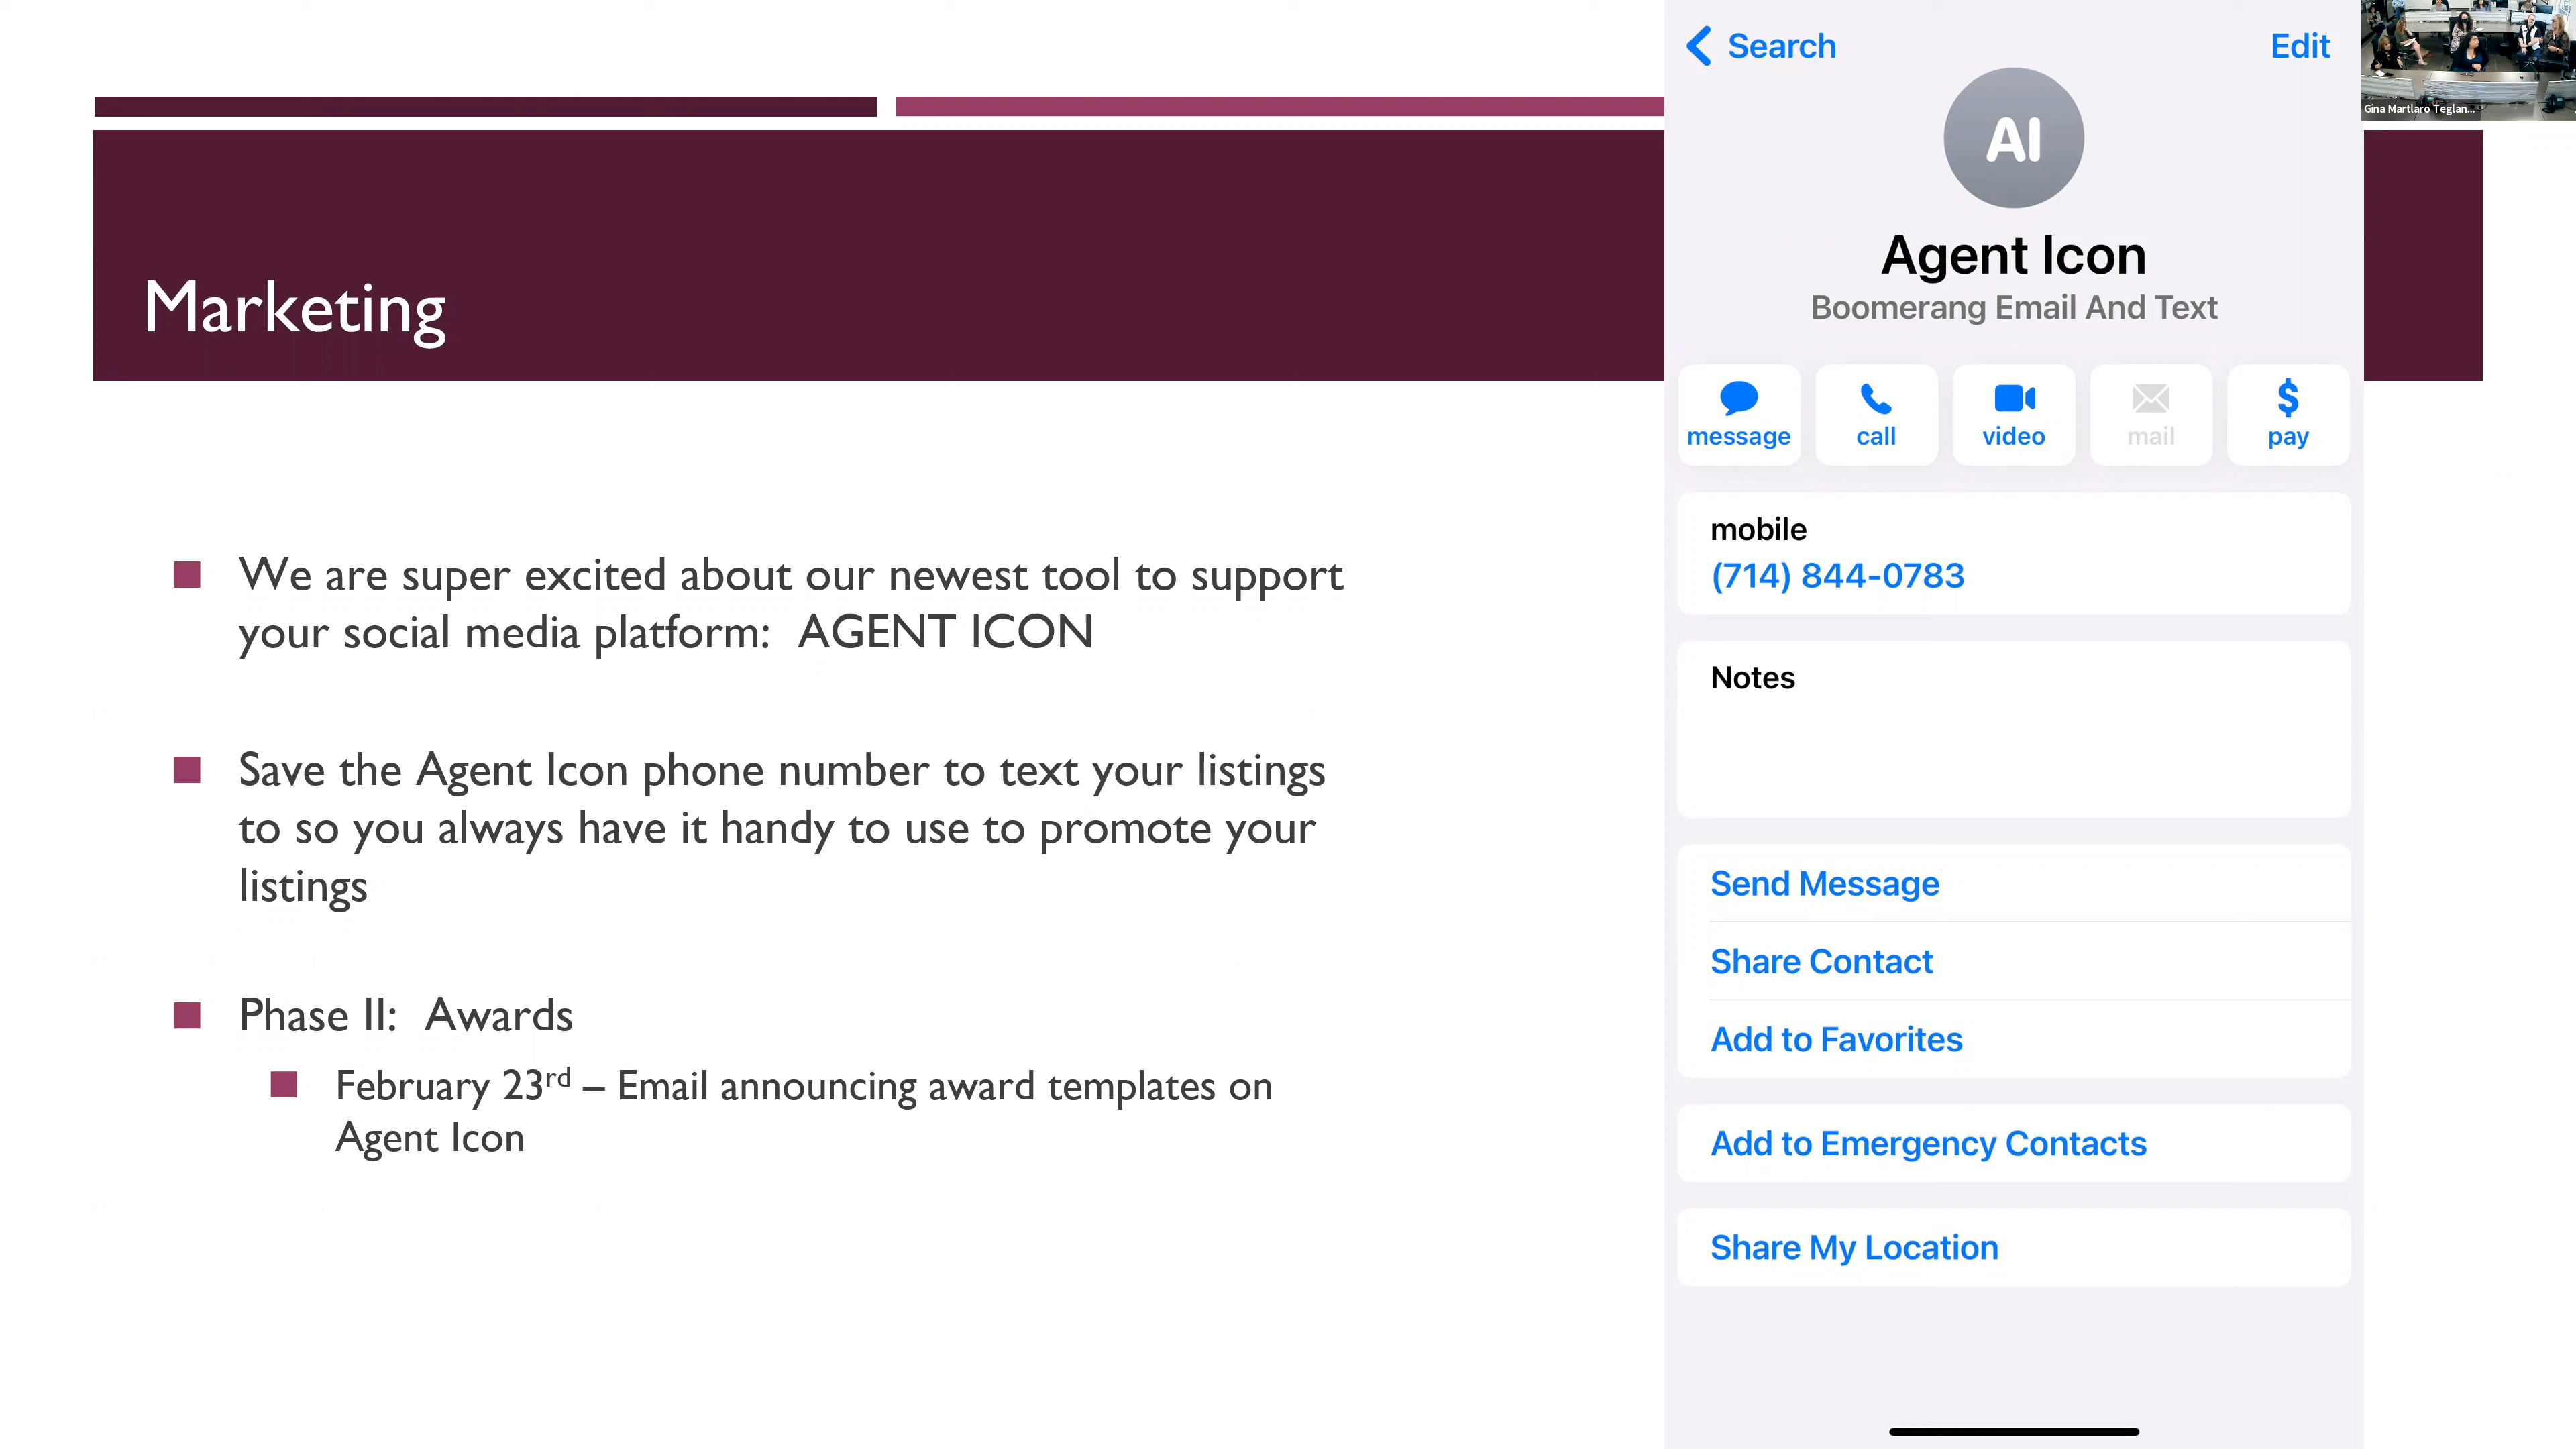 Marketing
We are super excited about our newest tool to support
your social media platform: AGENT ICON
Save the Agent Icon phone number to text your listings
to so you always have it handy to use to promote your
listings
Phase II: Awards
February 23rd – Email announcing award templates on
Agent Icon
Search
Edit
AI
Agent Icon
Boomerang Email And Text
message
call
video
mail
pay
mobile
(714) 844-0783
Notes
Send Message
Share Contact
Add to Favorites
Add to Emergency Contacts
Share My Location
Gina Martlaro Teglan...